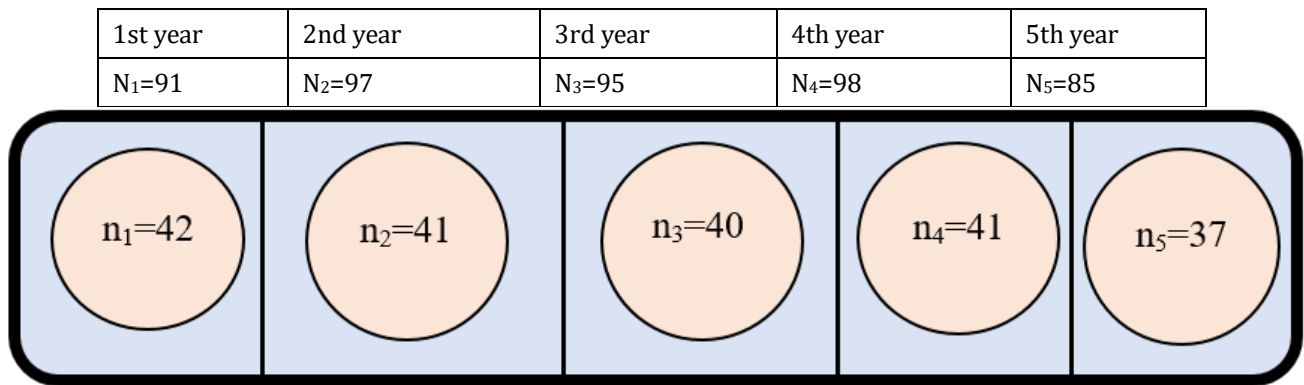 1st year 2nd year 3rd year 4th year 5th year
N₁=91 N₂=97 N₃=95 N₄=98 N₅=85
n₁=42 n₂=41 n₃=40 n₄=41 n₅=37